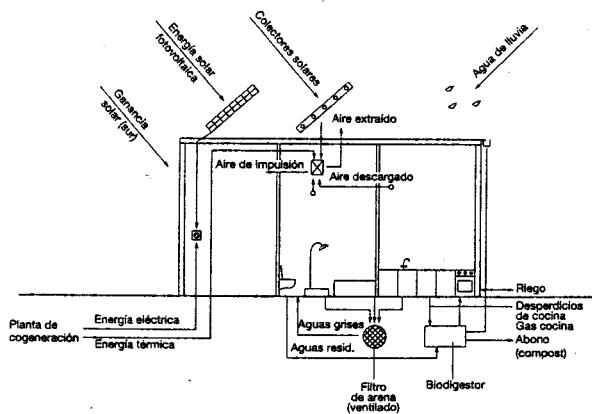 Energía solar
fotovoltaica
Colectores solares
Agua de lluvia
Ganancia
solar (sur)
Aire extraído
Aire de impulsión
Aire descargado
Riego
Desperdicios
de cocina
Gas cocina
Abono
(compost)
Planta de
cogeneración
Energía eléctrica
Energía térmica
Aguas grises
Aguas resid.
Filtro
de arena
(ventilado)
Biodigestor